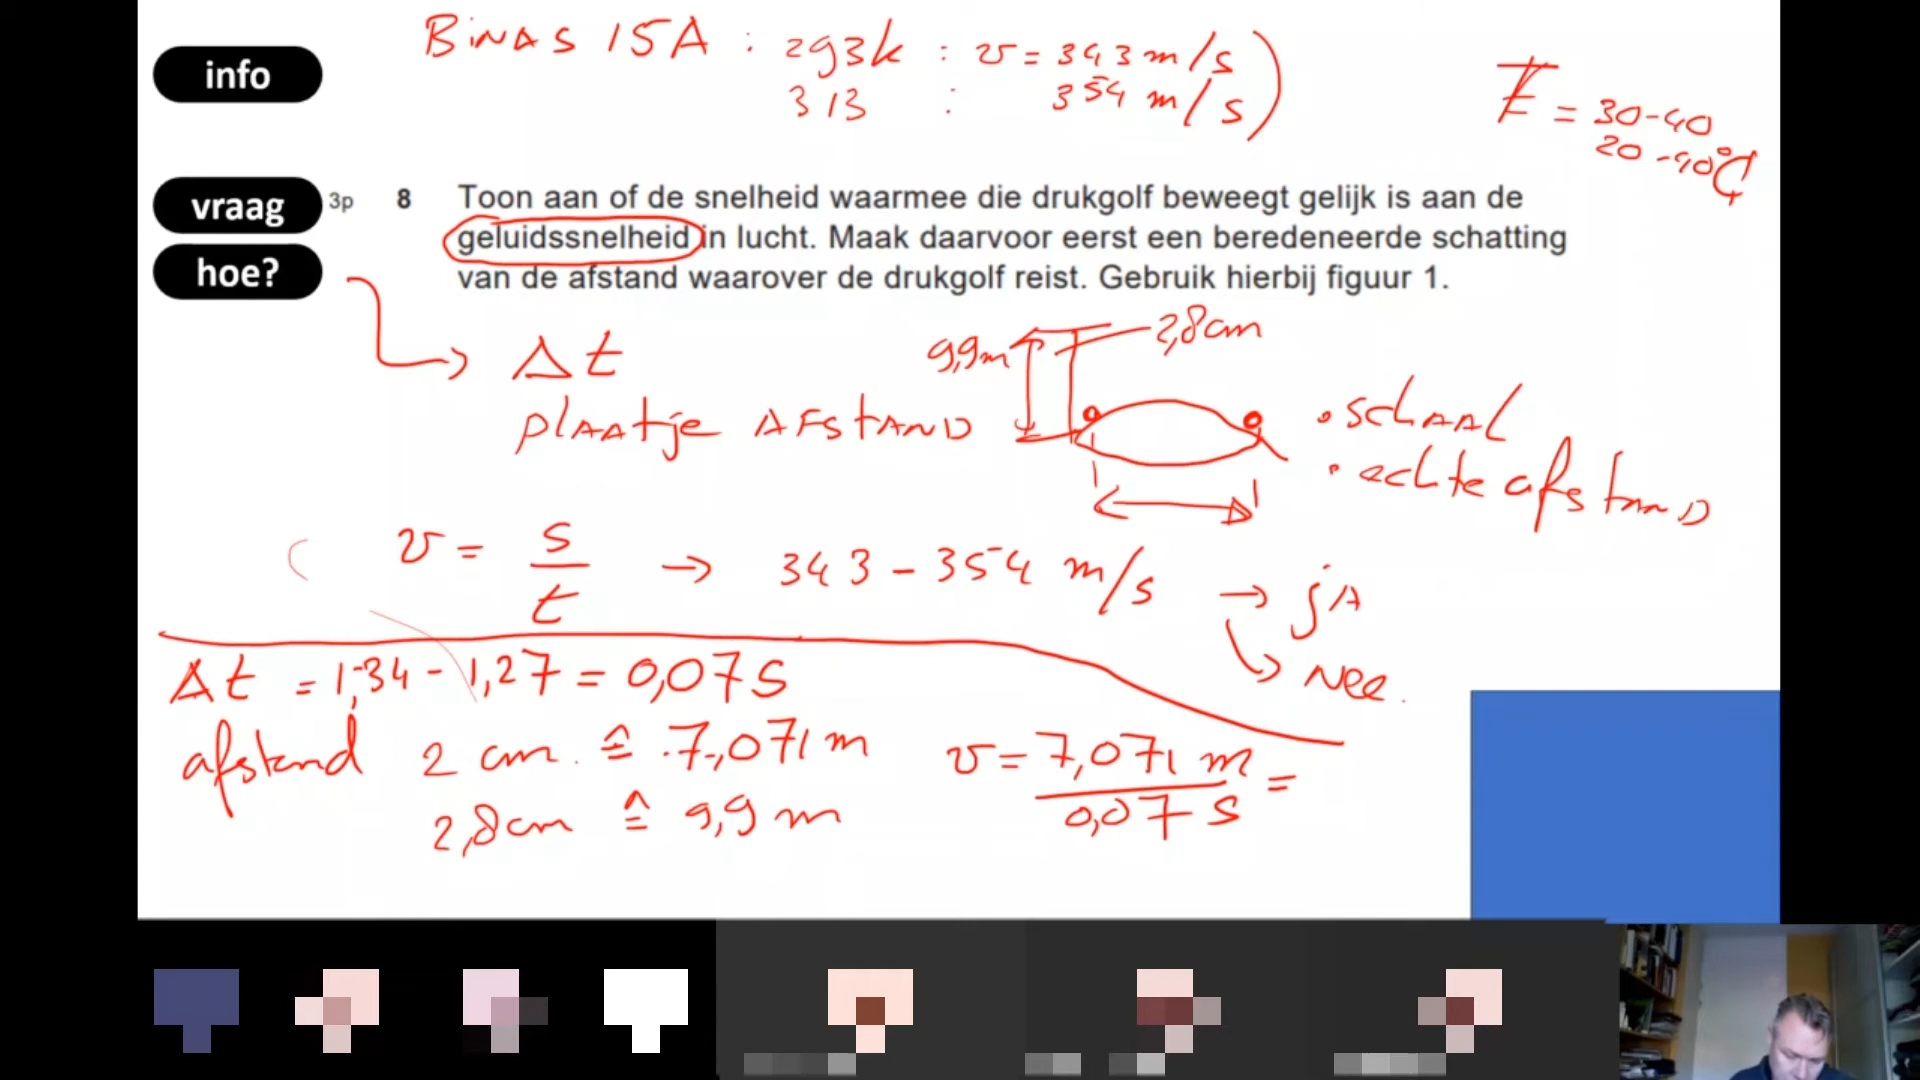 BINAS 15A : 293K : v = 343 m/s
313 : 354 m/s
T = 30-40
20-40°C
info
vraag
hoe?
3p 8 Toon aan of de snelheid waarmee die drukgolf beweegt gelijk is aan de
geluidssnelheid in lucht. Maak daarvoor eerst een beredeneerde schatting
van de afstand waarover de drukgolf reist. Gebruik hierbij figuur 1.
Δt
plaatje AFSTAND
9,9m
2,8cm
• schaal
• echte afstand
v = s/t → 343 - 354 m/s → jA
→ Nee.
Δt = 1,34 - 1,27 = 0,07 s
afstand 2 cm ≙ 7,071 m
2,8cm ≙ 9,9 m
v = 7,071 m / 0,07 s =